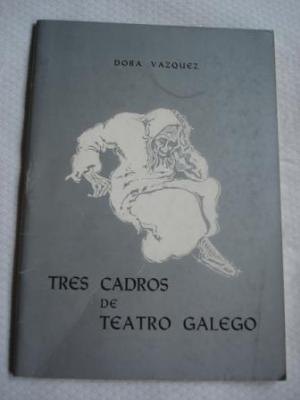 DORA VAZQUEZ
TRES CADROS
DE
TEATRO GALEGO